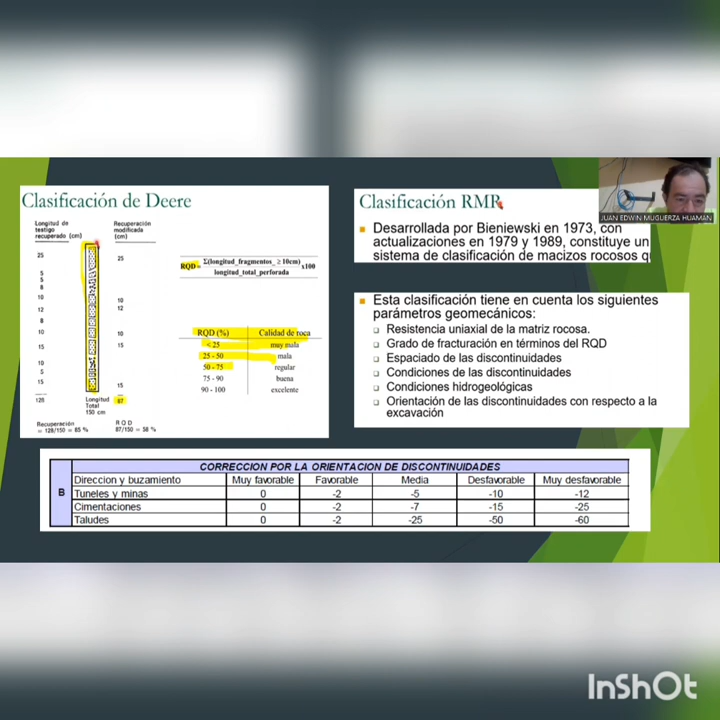 Clasificación de Deere
Longitud de
testigo
recuperado (cm)
Recuperación
modificada
(cm)
25
5
5
8
10
12
8
10
15
10
5
15
128
25
10
12
10
15
15
87
Longitud
Total
150 cm
Recuperación
= 128/150 = 85 %
R Q D
87/150 = 58 %
RQD = Σ(longitud_fragmentos_ ≥10cm) x100
longitud_total_perforada
RQD (%) Calidad de roca
< 25 muy mala
25 - 50 mala
50 - 75 regular
75 - 90 buena
90 - 100 excelente
Clasificación RMR
JUAN EDWIN MUGUERZA HUAMAN
Desarrollada por Bieniewski en 1973, con
actualizaciones en 1979 y 1989, constituye un
sistema de clasificación de macizos rocosos q
Esta clasificación tiene en cuenta los siguientes
parámetros geomecánicos:
Resistencia uniaxial de la matriz rocosa.
Grado de fracturación en términos del RQD
Espaciado de las discontinuidades
Condiciones de las discontinuidades
Condiciones hidrogeológicas
Orientación de las discontinuidades con respecto a la
excavación
CORRECCION POR LA ORIENTACION DE DISCONTINUIDADES
B
Direccion y buzamiento Muy favorable Favorable Media Desfavorable Muy desfavorable
Tuneles y minas 0 -2 -5 -10 -12
Cimentaciones 0 -2 -7 -15 -25
Taludes 0 -2 -25 -50 -60
InShOt